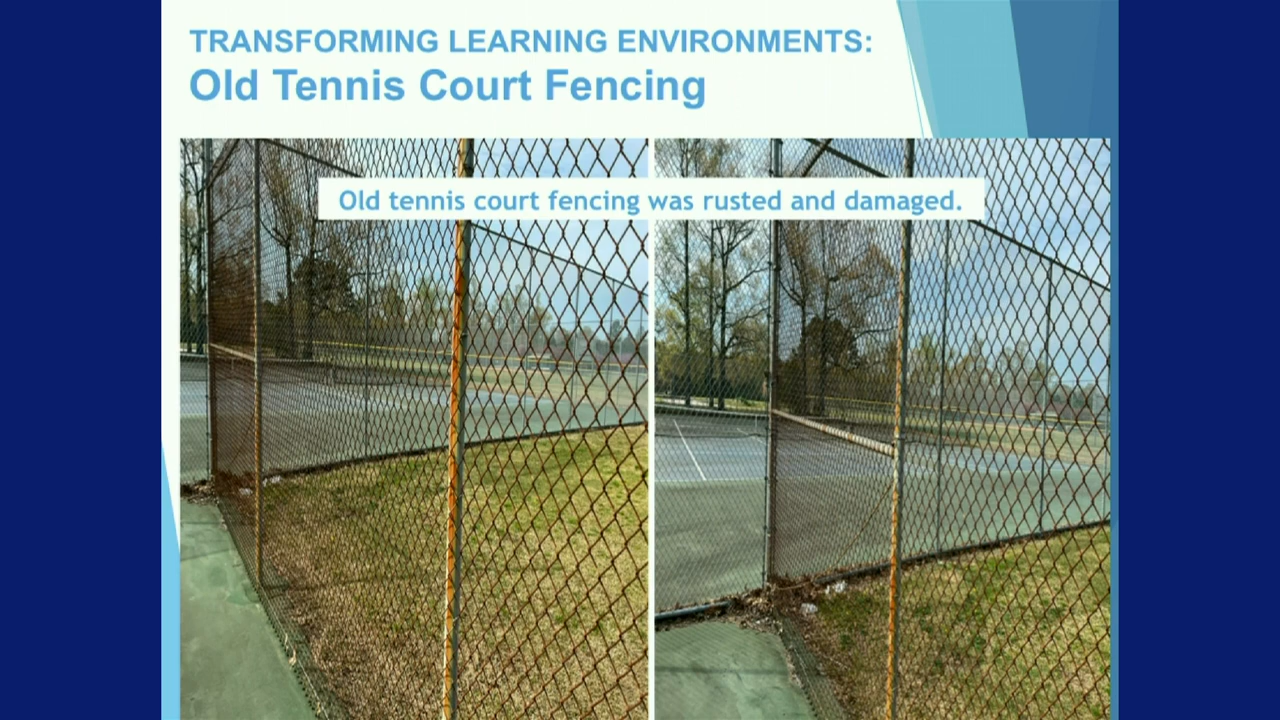 TRANSFORMING LEARNING ENVIRONMENTS:
Old Tennis Court Fencing
Old tennis court fencing was rusted and damaged.